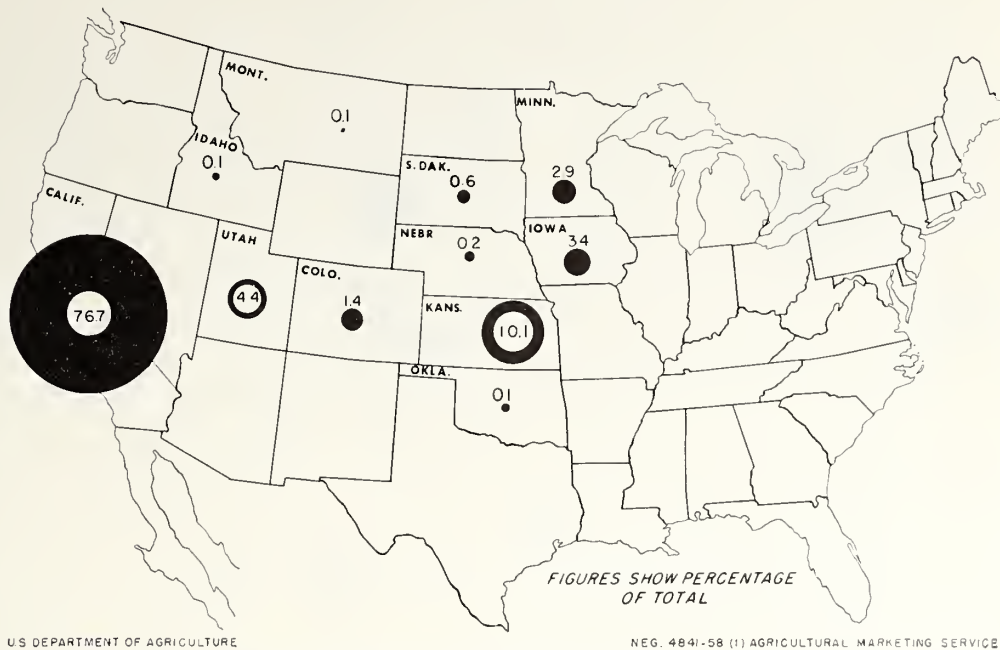 MONT.
0.1
MINN.
IDAHO
0.1
S. DAK.
0.6
2.9
CALIF.
UTAH
NEBR
0.2
IOWA
3 4
COLO.
4 4
1.4
KANS.
76.7
10.1
OKLA.
0 1
FIGURES SHOW PERCENTAGE
OF TOTAL
U.S DEPARTMENT OF AGRICULTURE
NEG. 4841-58 (1) AGRICULTURAL MARKETING SERVICE